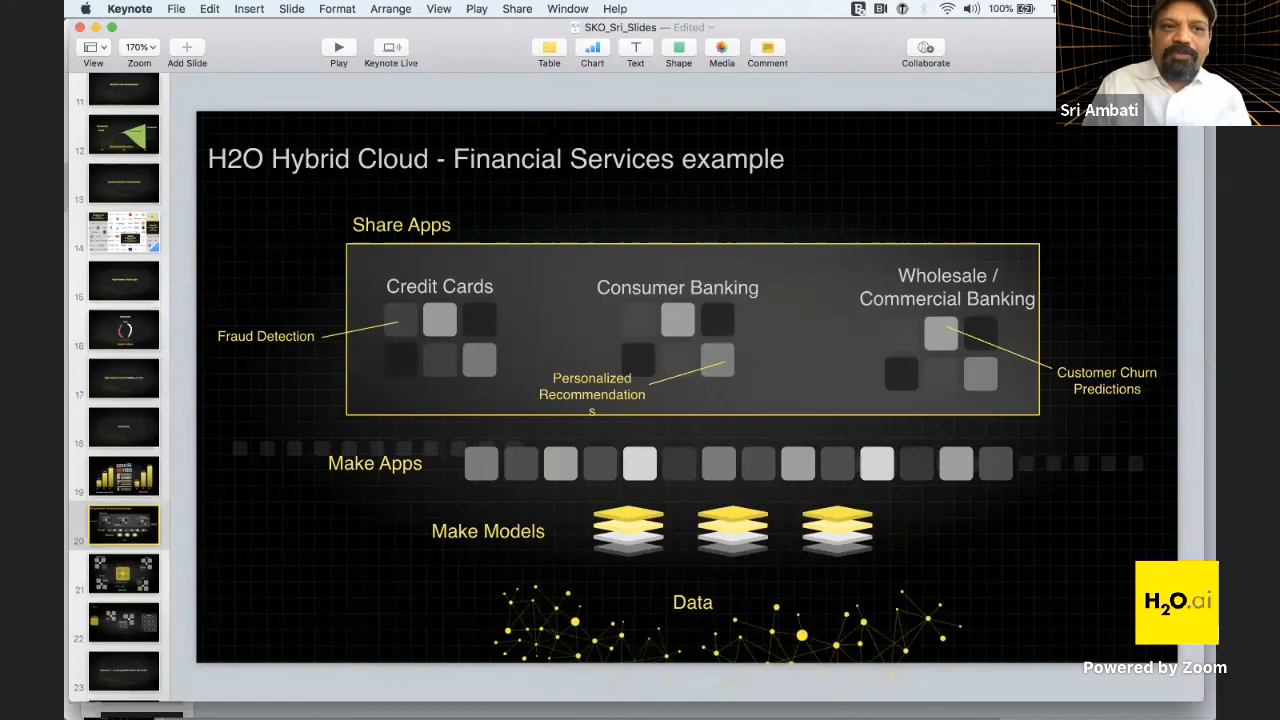 Keynote File Edit Insert Slide Format Arrange View Play Share Window Help
100%
SKO_Sri_Slides — Edited
170%
View Zoom Add Slide Play Keynote Live Table Chart Text Shape Media Comment Collaborate
Sri Ambati
11
12
13
14
15
16
17
18
19
20
21
22
23
H2O Hybrid Cloud - Financial Services example
Share Apps
Credit Cards
Consumer Banking
Wholesale /
Commercial Banking
Fraud Detection
Personalized
Recommendation
s
Customer Churn
Predictions
Make Apps
Make Models
Data
H2O.ai
Powered by Zoom